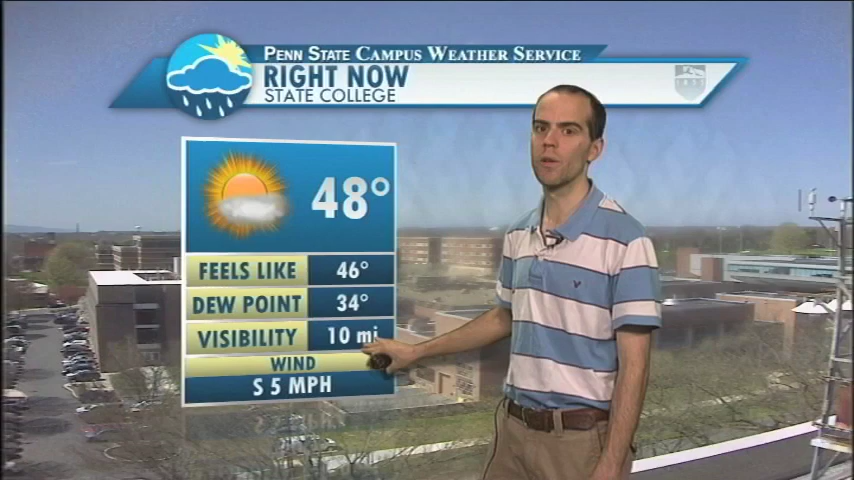 PENN STATE CAMPUS WEATHER SERVICE
RIGHT NOW
STATE COLLEGE
48°
FEELS LIKE 46°
DEW POINT 34°
VISIBILITY 10 mi
WIND
S 5 MPH